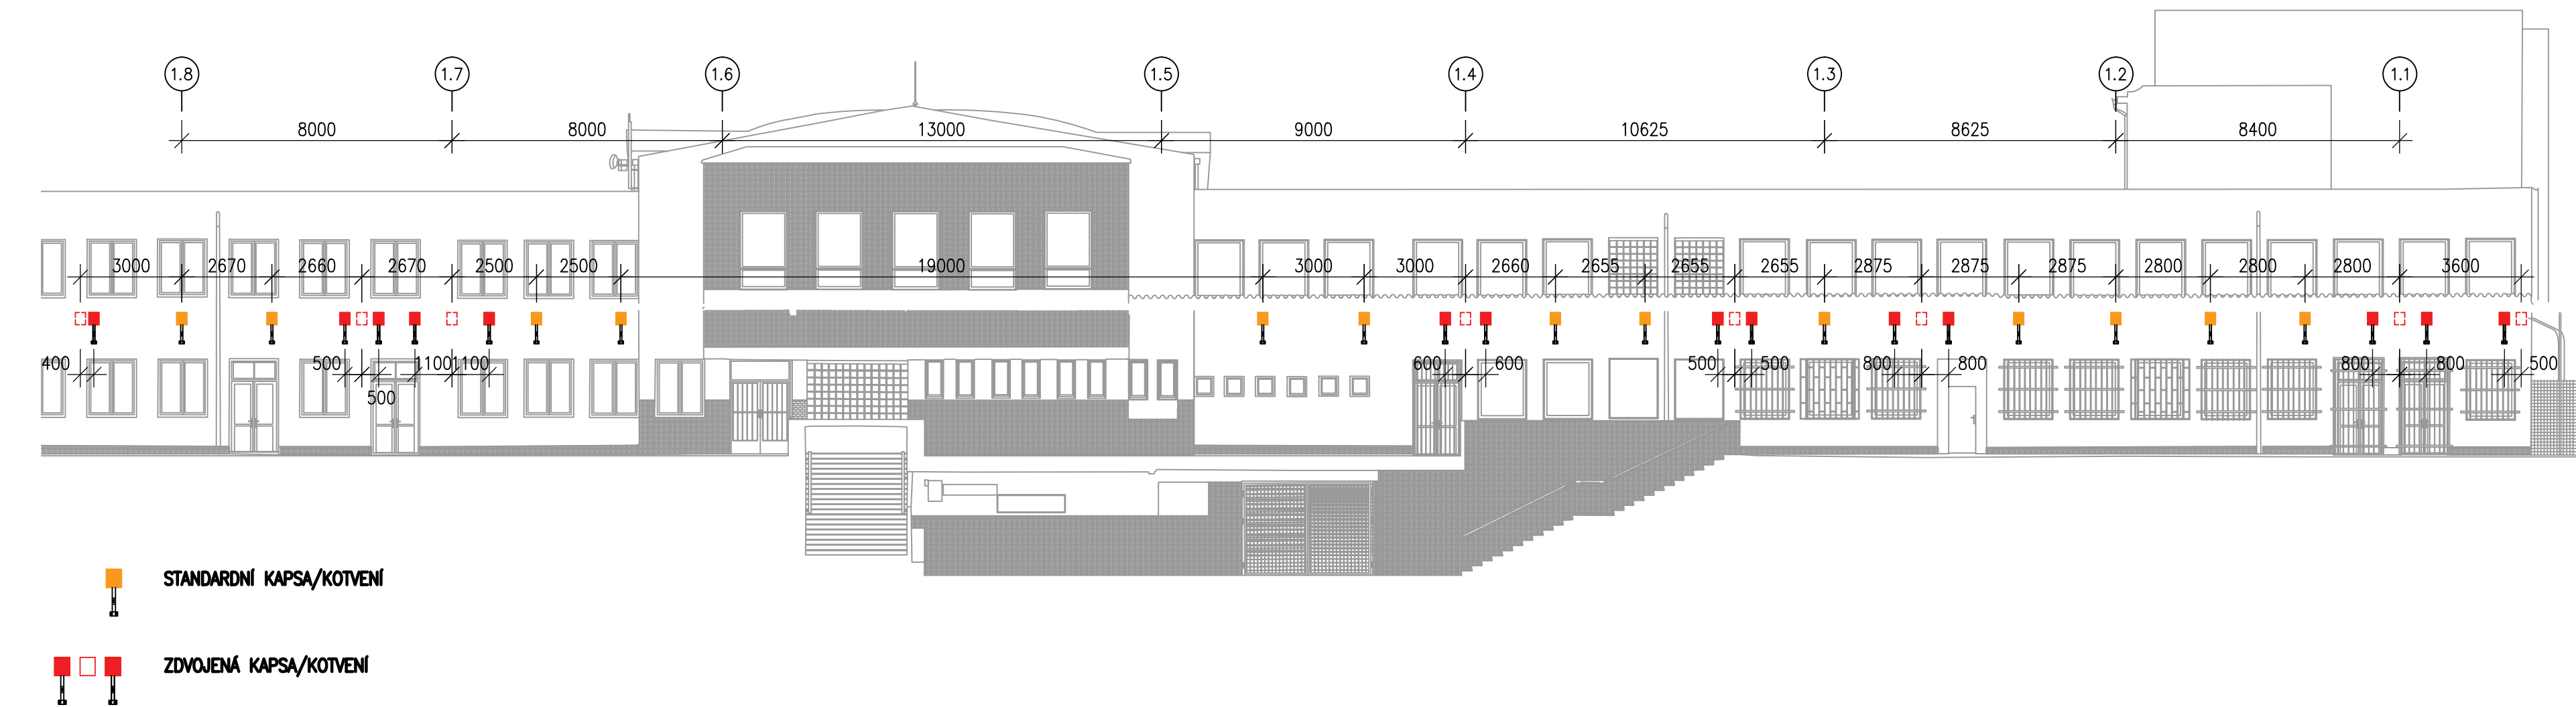 1.8 1.7 1.6 1.5 1.4 1.3 1.2 1.1
8000 8000 13000 9000 10625 8625 8400
3000 2670 2660 2670 2500 2500 19000 3000 3000 2660 2655 2655 2655 2875 2875 2875 2800 2800 2800 3600
400 500 1100 1100 600 600 500 500 800 800 800 800 500
500
STANDARDNÍ KAPSA/KOTVENÍ
ZDVOJENÁ KAPSA/KOTVENÍ